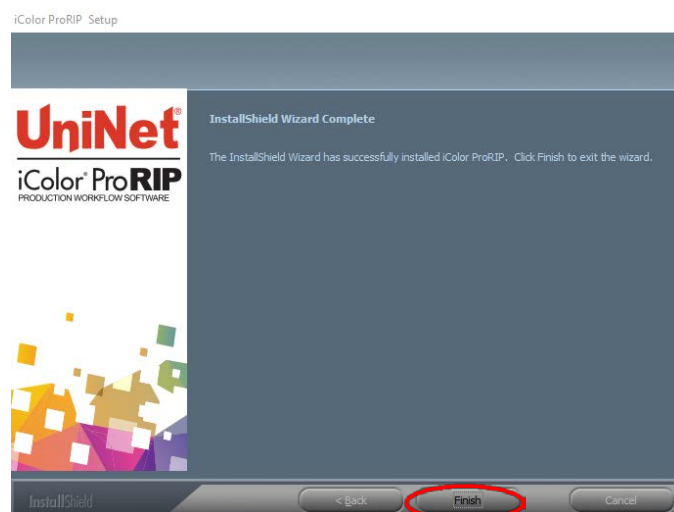 iColor ProRIP Setup
UniNet®
iColor® ProRIP
PRODUCTION WORKFLOW SOFTWARE
InstallShield Wizard Complete
The InstallShield Wizard has successfully installed iColor ProRIP. Click Finish to exit the wizard.
InstallShield
< Back
Finish
Cancel